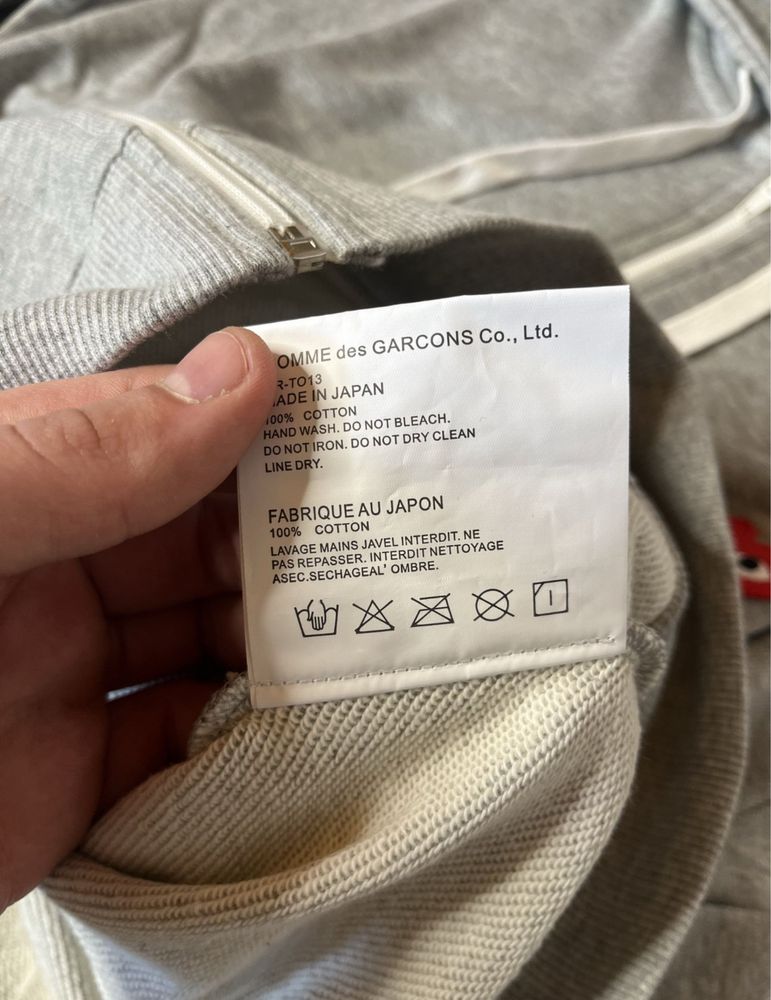 OMME des GARCONS Co., Ltd.
R-TO13
ADE IN JAPAN
100% COTTON
HAND WASH. DO NOT BLEACH.
DO NOT IRON. DO NOT DRY CLEAN
LINE DRY.
FABRIQUE AU JAPON
100% COTTON
LAVAGE MAINS JAVEL INTERDIT. NE
PAS REPASSER. INTERDIT NETTOYAGE
ASEC.SECHAGEAL' OMBRE.